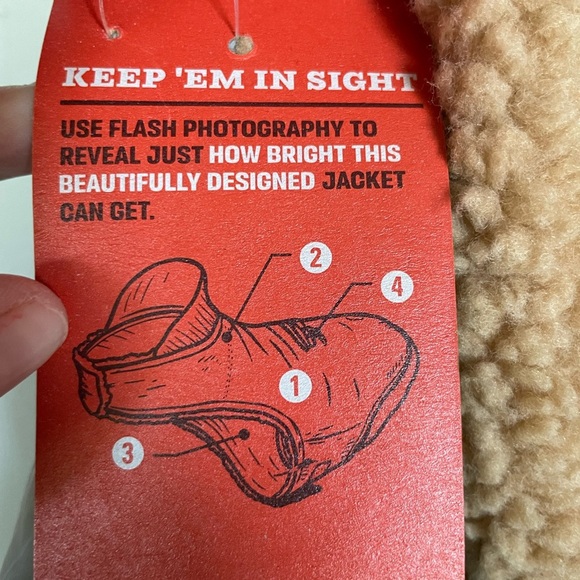 KEEP 'EM IN SIGHT
USE FLASH PHOTOGRAPHY TO
REVEAL JUST HOW BRIGHT THIS
BEAUTIFULLY DESIGNED JACKET
CAN GET.
2
4
1
3